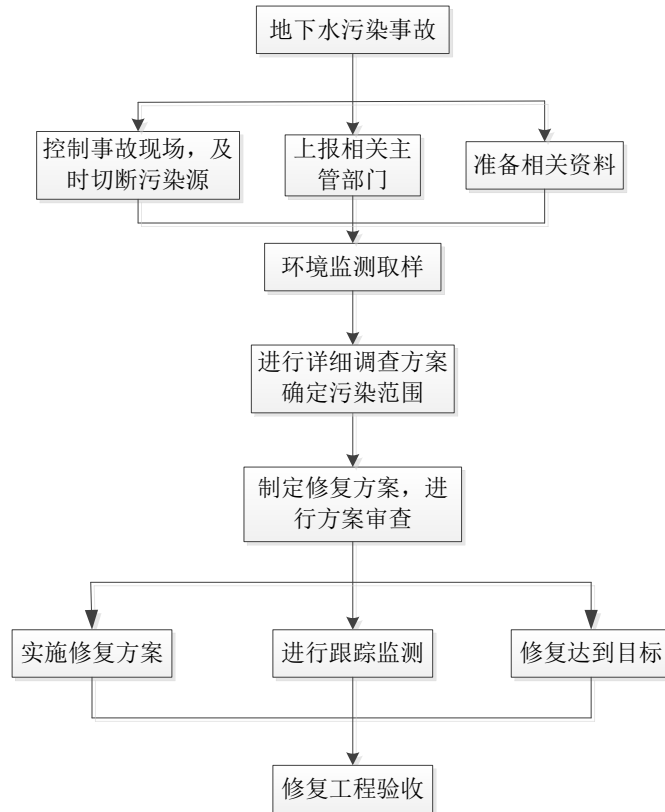 地下水污染事故
控制事故现场，及
时切断污染源
上报相关主
管部门
准备相关资料
环境监测取样
进行详细调查方案
确定污染范围
制定修复方案，进
行方案审查
实施修复方案
进行跟踪监测
修复达到目标
修复工程验收